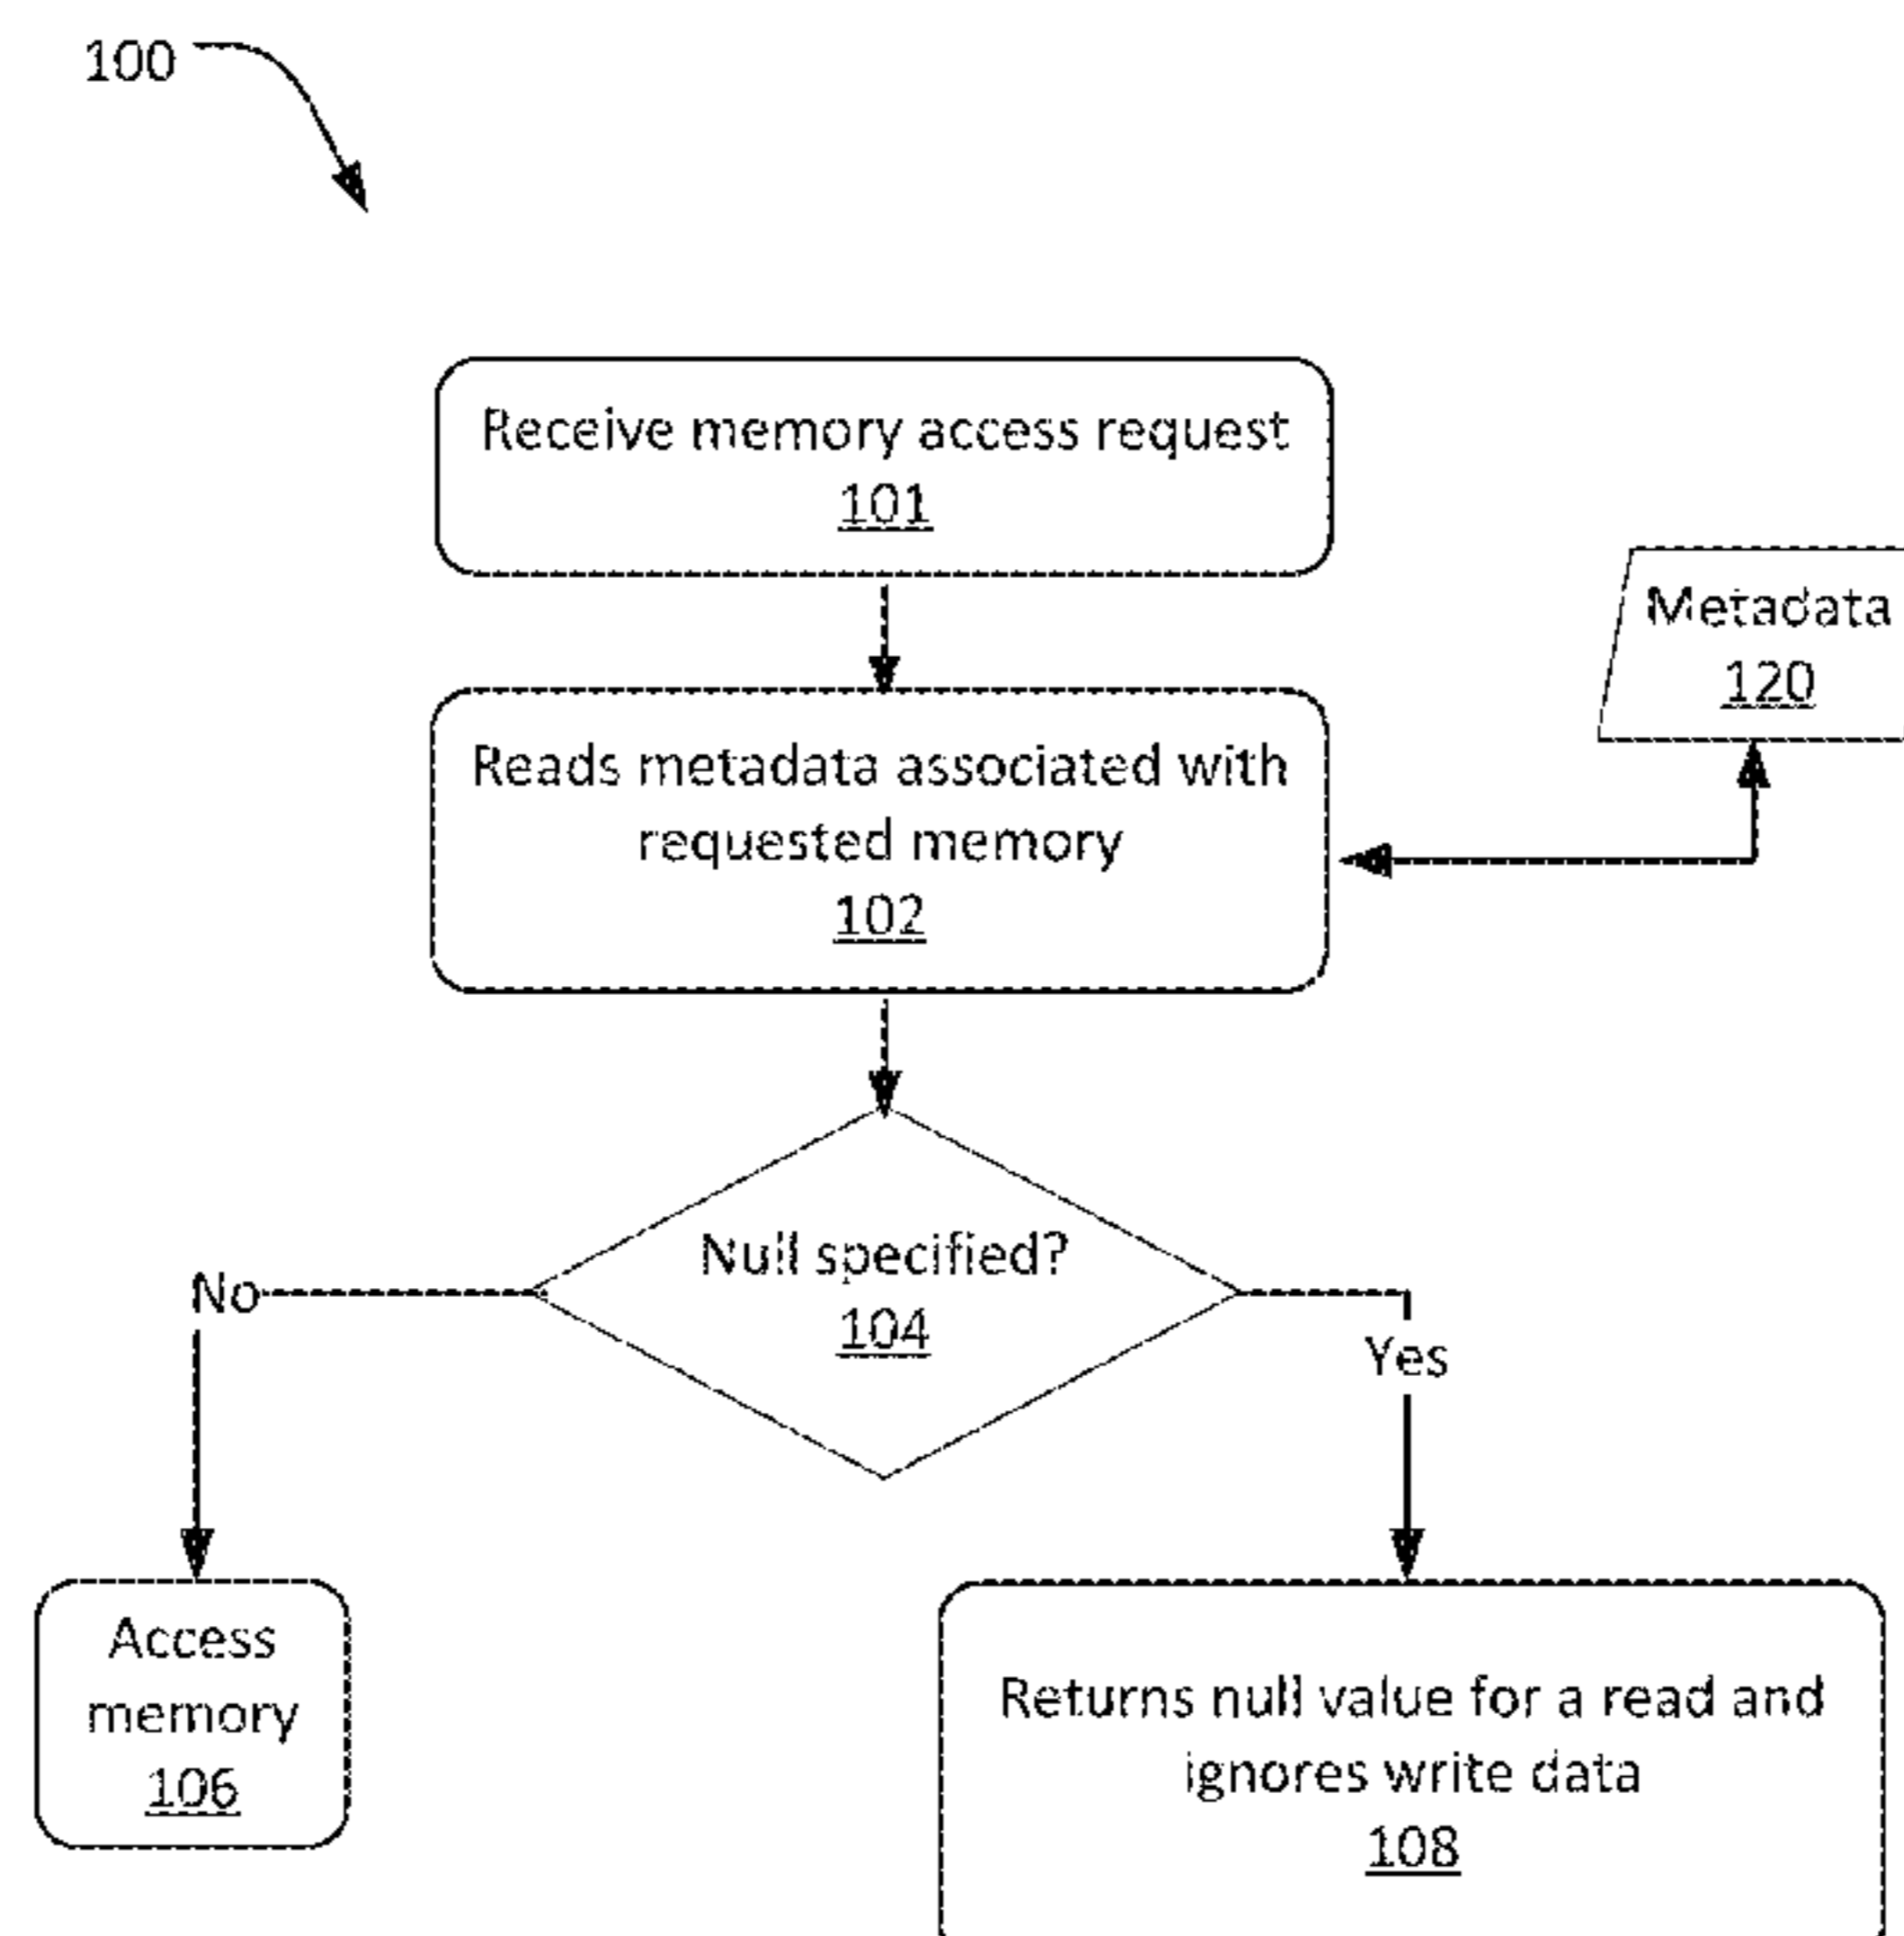 100
Receive memory access request
101
Metadata
120
Reads metadata associated with
requested memory
102
Null specified?
104
No
Yes
Access
memory
106
Returns null value for a read and
ignores write data
108